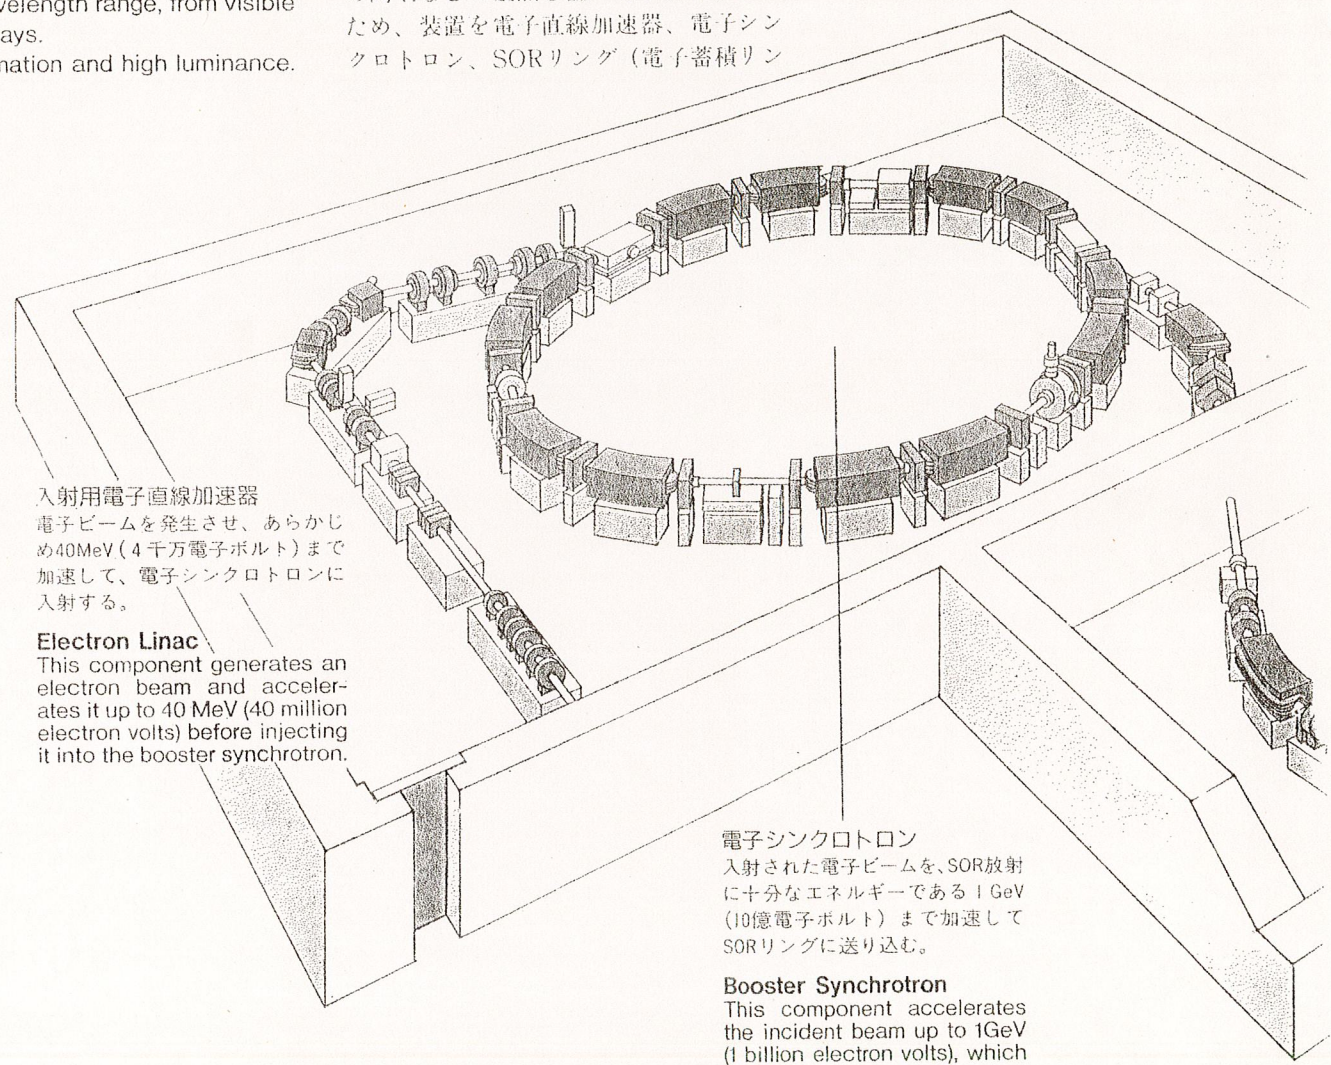 velength range, from visible
ays.
mation and high luminance.
ため、装置を電子直線加速器、電子シン
クロトロン、SORリング（電子蓄積リン
入射用電子直線加速器
電子ビームを発生させ、あらかじ
め40MeV(4千万電子ボルト)まで
加速して、電子シンクロトロンに
入射する。
Electron Linac
This component generates an
electron beam and acceler-
ates it up to 40 MeV (40 million
electron volts) before injecting
it into the booster synchrotron.
電子シンクロトロン
入射された電子ビームを、SOR放射
に十分なエネルギーである1GeV
(10億電子ボルト) まで加速して
SORリングに送り込む。
Booster Synchrotron
This component accelerates
the incident beam up to 1GeV
(1 billion electron volts), which